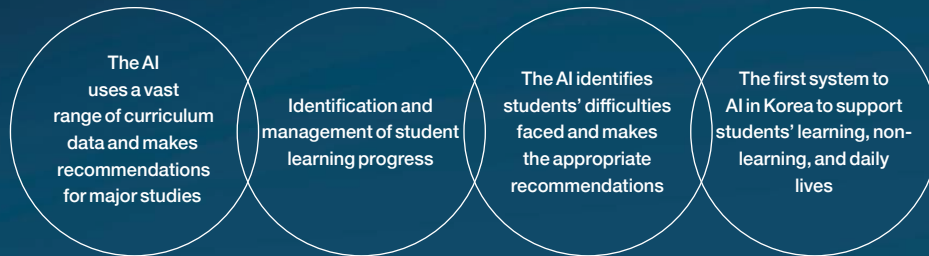 The AI
uses a vast
range of curriculum
data and makes
recommendations
for major studies
Identification and
management of student
learning progress
The AI identifies
students’ difficulties
faced and makes
the appropriate
recommendations
The first system to
AI in Korea to support
students’ learning, non-
learning, and daily
lives